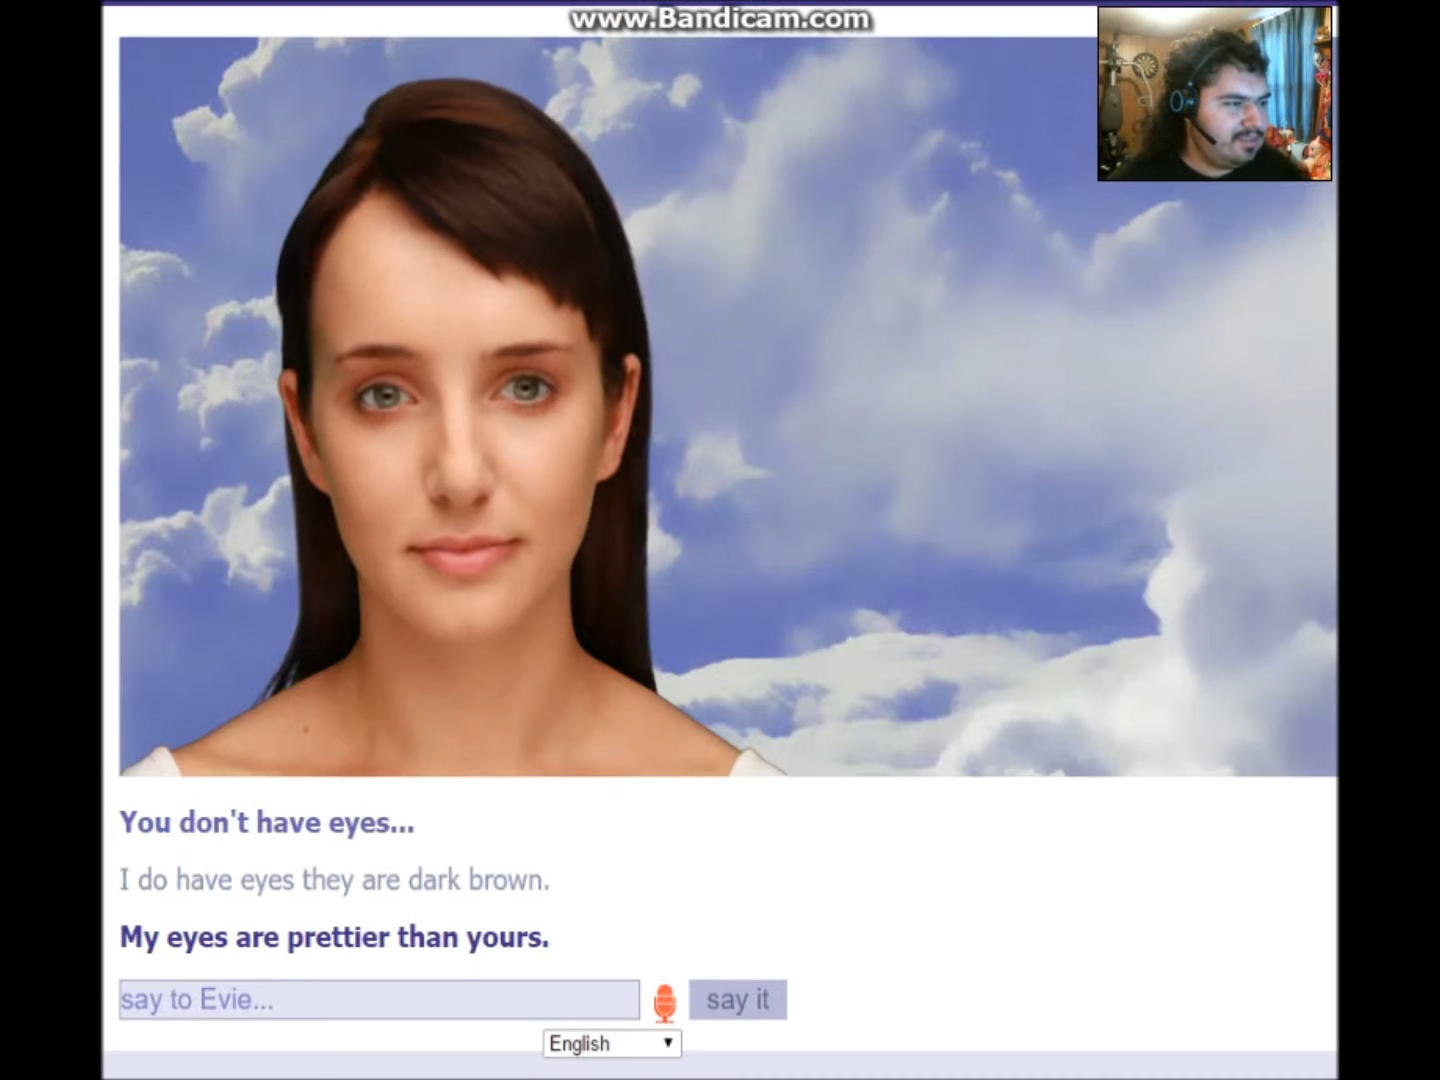 www.Bandicam.com
You don't have eyes...
I do have eyes they are dark brown.
My eyes are prettier than yours.
say to Evie...
say it
English